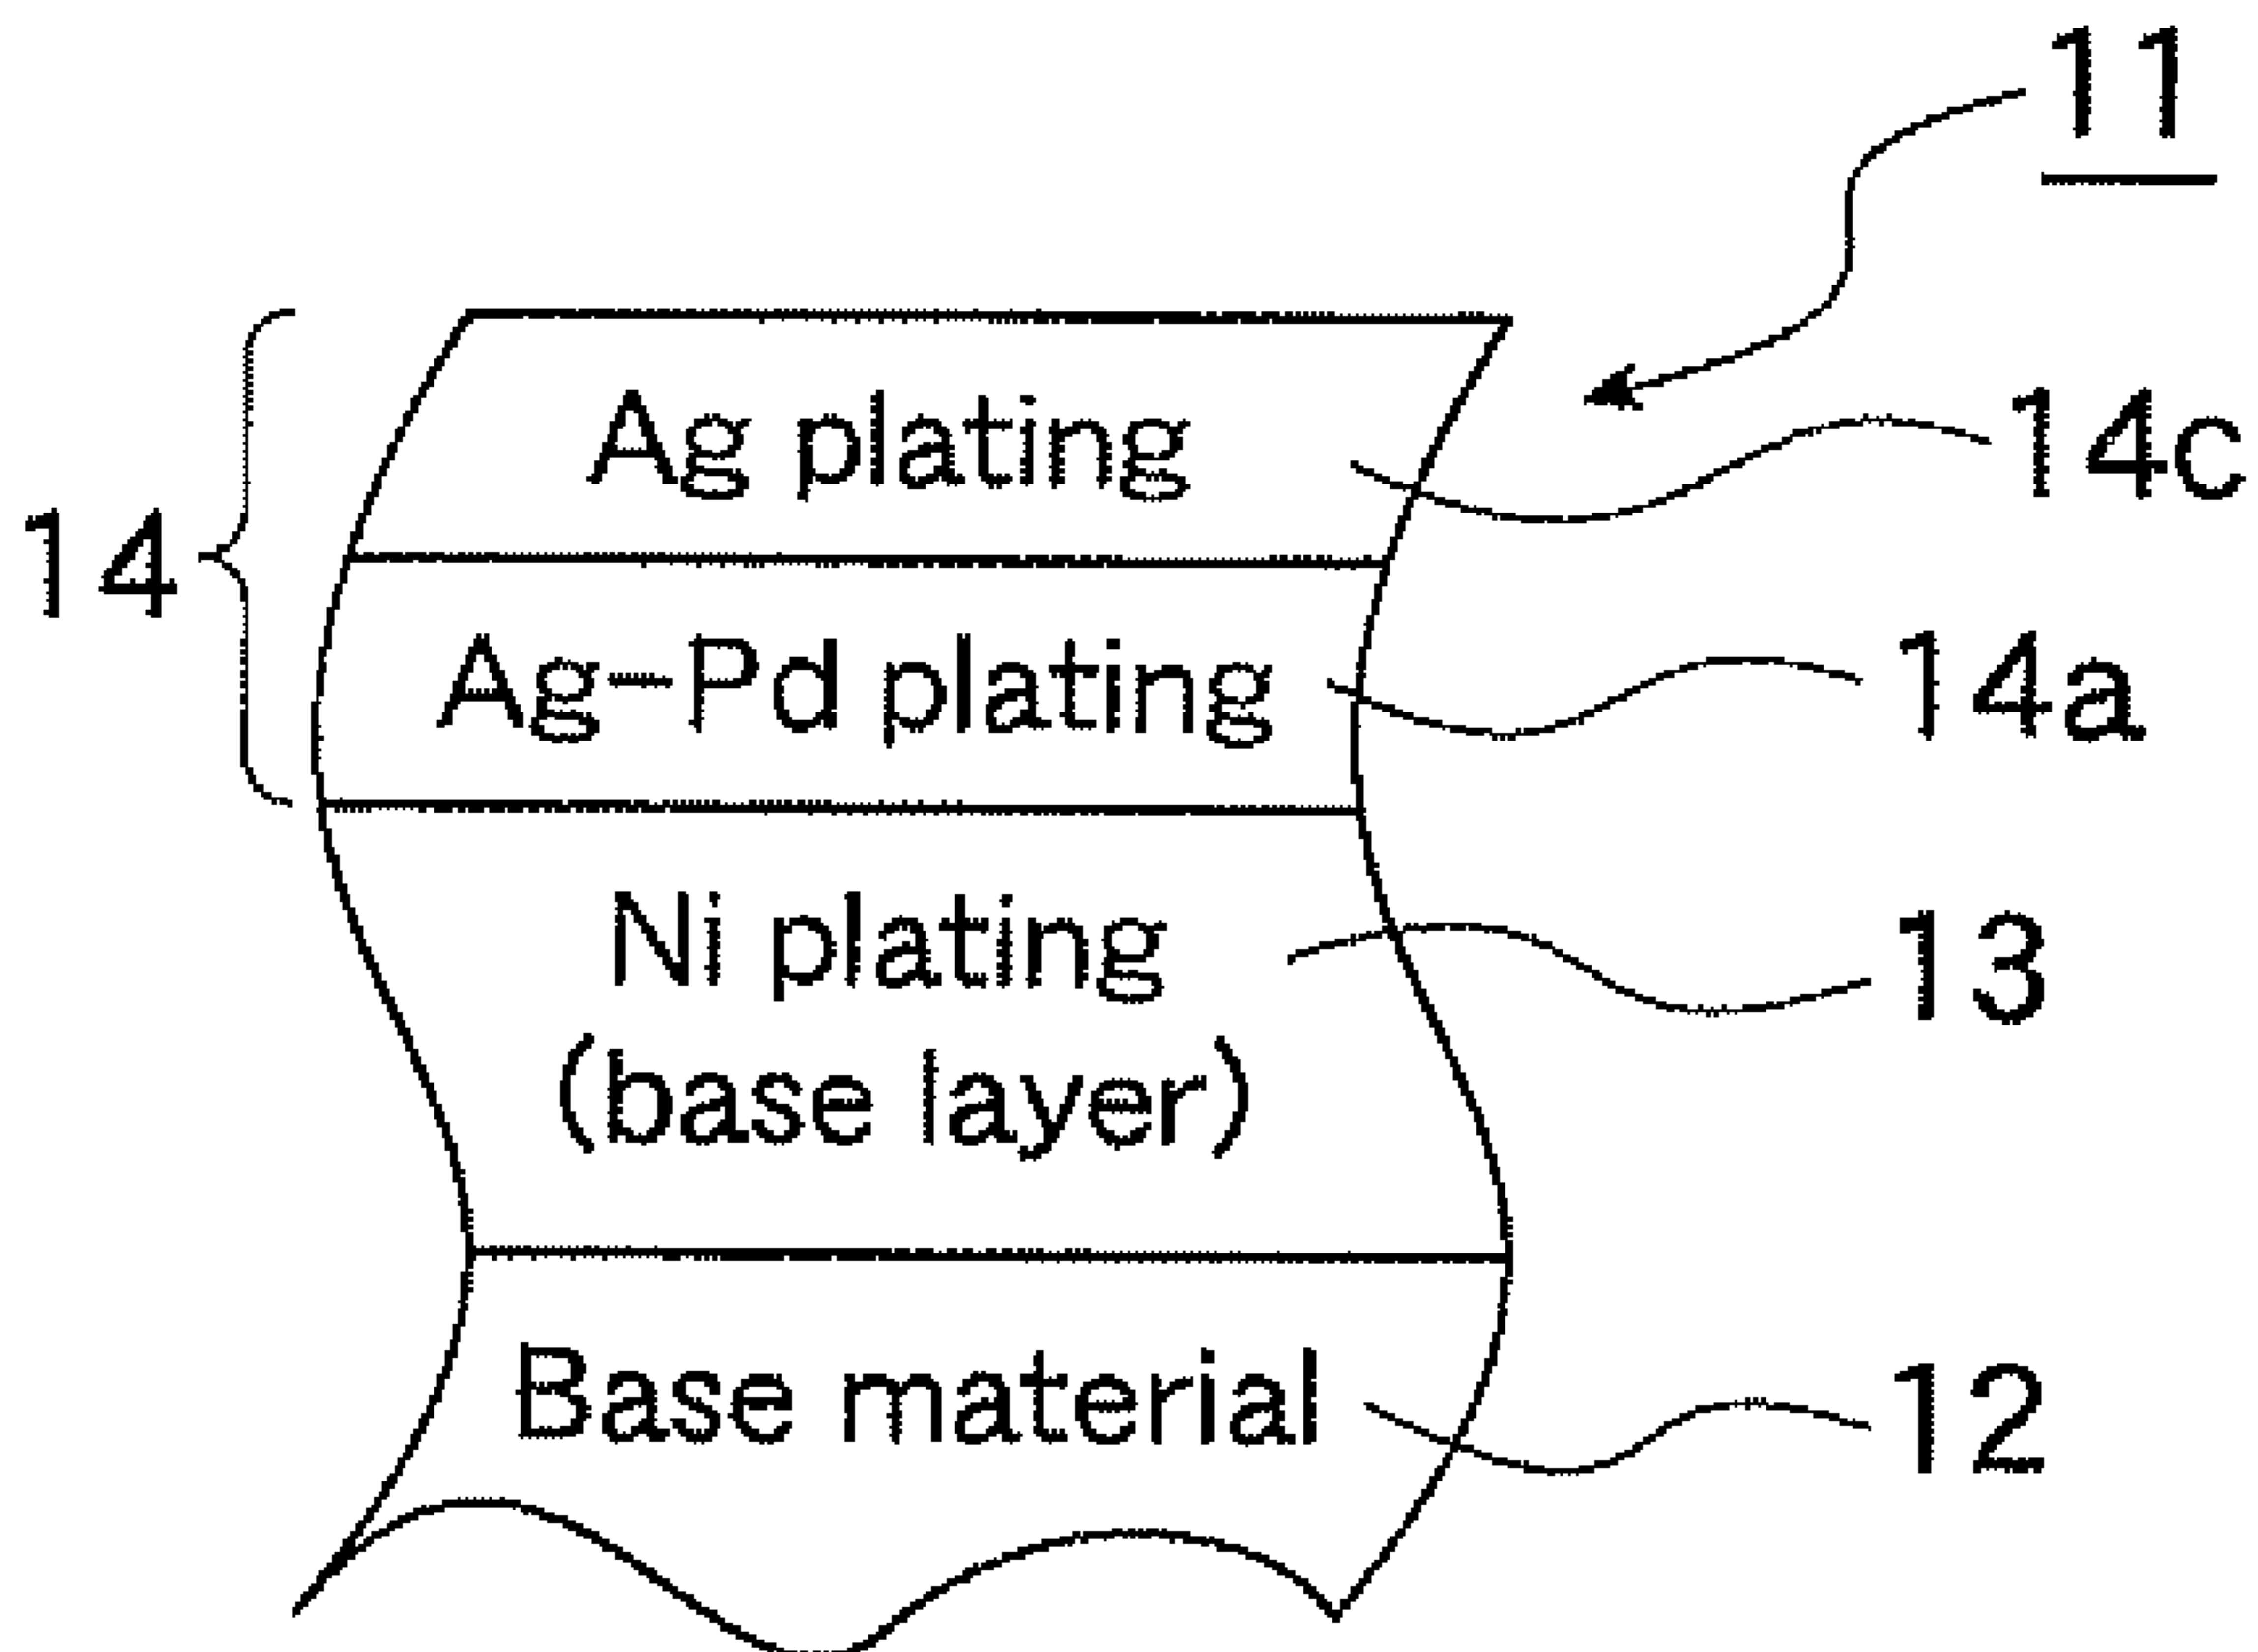 11
Ag plating
14c
14
Ag-Pd plating
14a
Ni plating
(base layer)
13
Base material
12